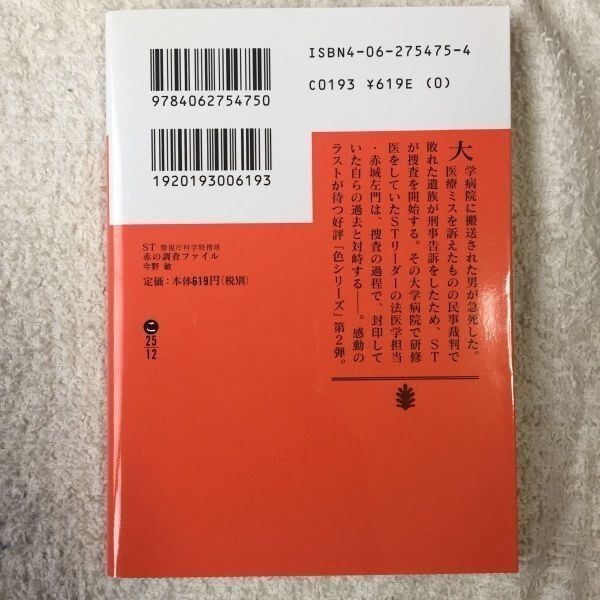 ISBN4-06-275475-4
C0193 ¥619E (0)
9784062754750
1920193006193
大学病院に搬送された男が急死した。
医療ミスを訴えたものの民事裁判で
敗れた遺族が刑事告訴をしたため、ST
が捜査を開始する。その大学病院で研修
医をしていたSTリーダーの法医学担当
・赤城左門は、捜査の過程で、封印して
いた自らの過去と対峙する――。感動の
ラストが待つ好評「色シリーズ」第2弾。
ST 警視庁科学特捜班
赤の調査ファイル
今野 敏
定価：本体619円(税別)
こ
25
12